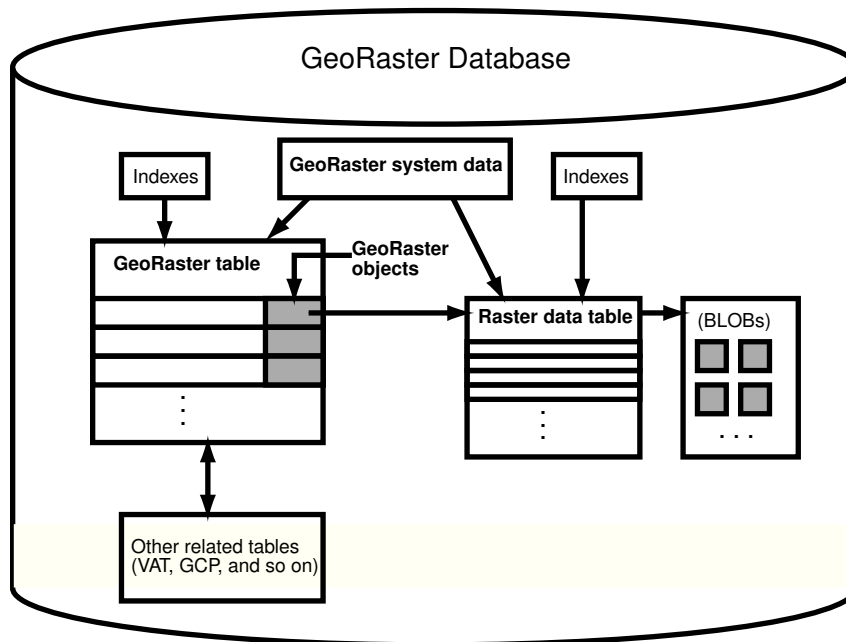 GeoRaster Database
Indexes
GeoRaster system data
Indexes
GeoRaster table
GeoRaster
objects
Raster data table
(BLOBs)
. . .
Other related tables
(VAT, GCP, and so on)